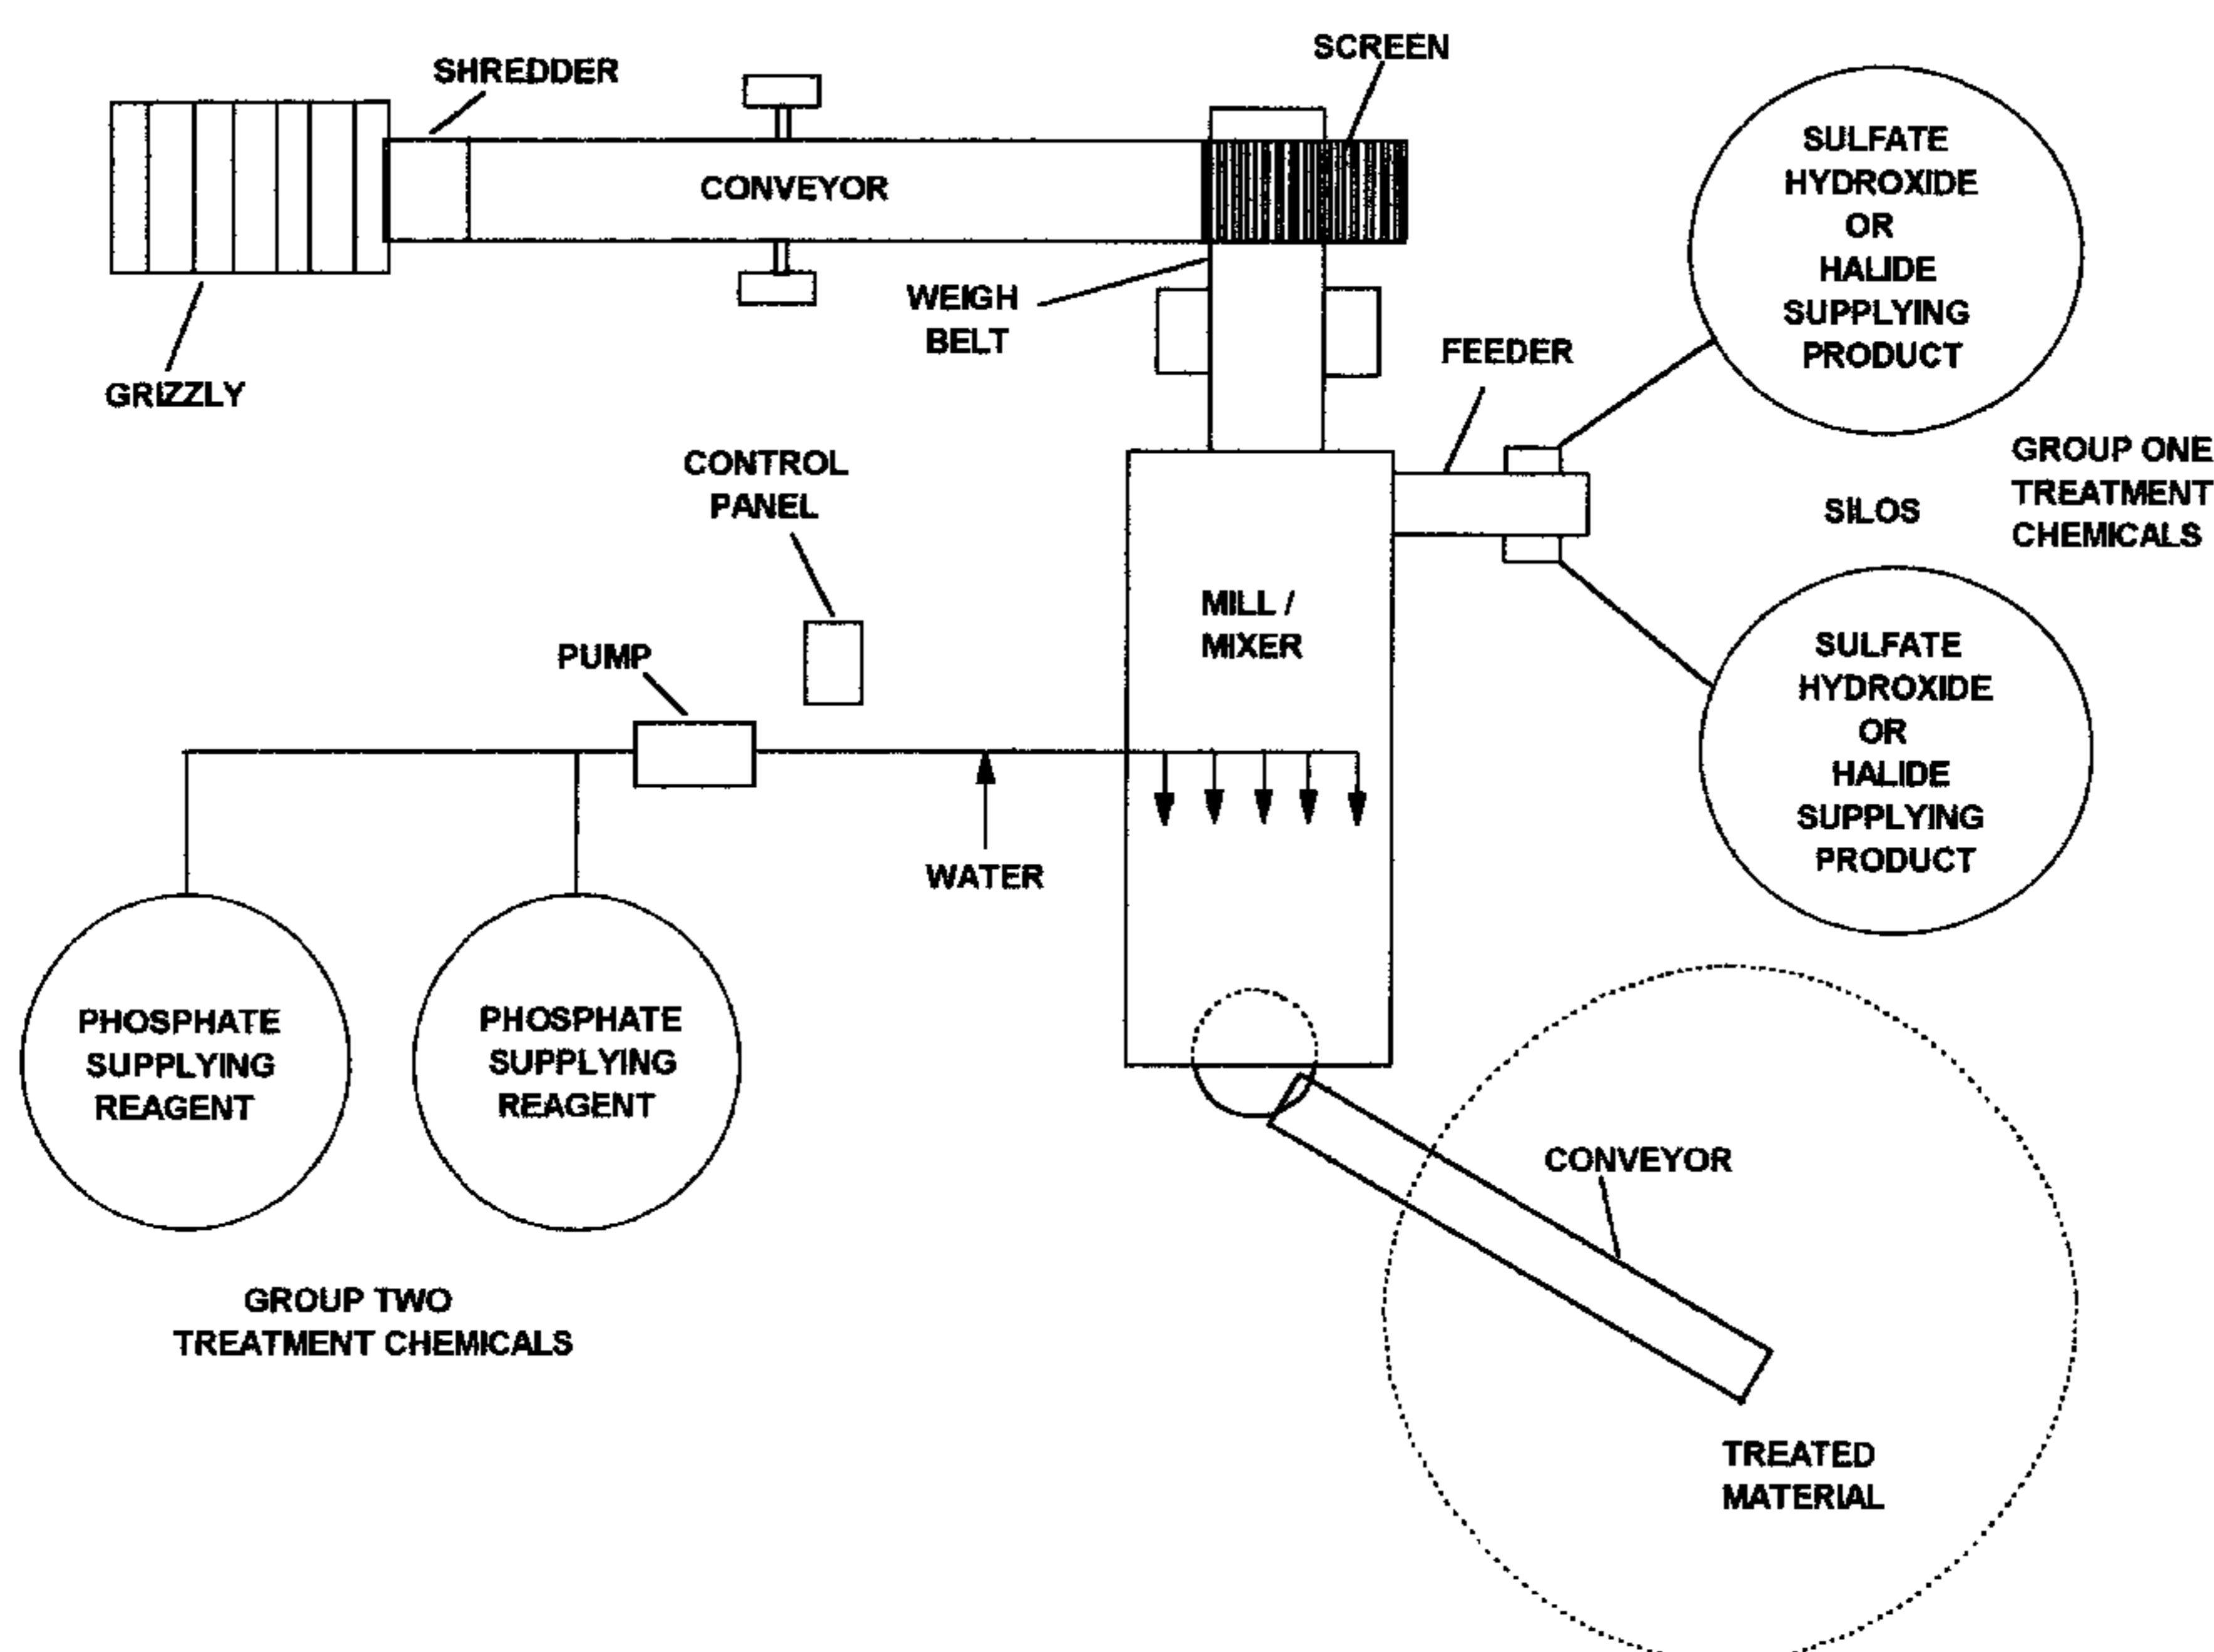 SHREDDER
SCREEN
CONVEYOR
WEIGH
BELT
GRIZZLY
FEEDER
SULFATE
HYDROXIDE
OR
HALIDE
SUPPLYING
PRODUCT
GROUP ONE
TREATMENT
CHEMICALS
SILOS
CONTROL
PANEL
PUMP
MILL /
MIXER
SULFATE
HYDROXIDE
OR
HALIDE
SUPPLYING
PRODUCT
WATER
PHOSPHATE
SUPPLYING
REAGENT
PHOSPHATE
SUPPLYING
REAGENT
GROUP TWO
TREATMENT CHEMICALS
CONVEYOR
TREATED
MATERIAL